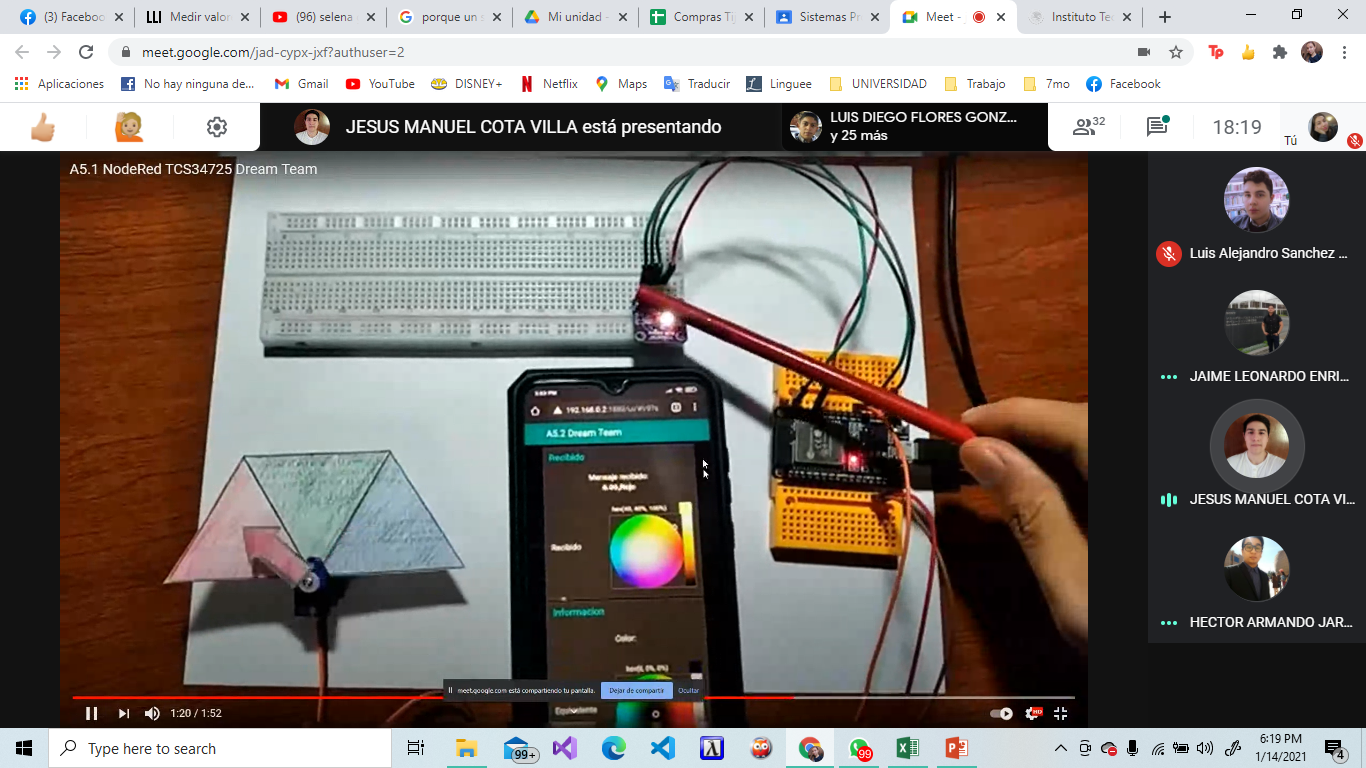 (3) Faceboo
Medir valor
(96) selena
porque un s
Mi unidad -
Compras Tij
Sistemas Pr
Meet -
Instituto Tec
meet.google.com/jad-cypx-jxf?authuser=2
Aplicaciones
No hay ninguna de...
Gmail
YouTube
DISNEY+
Netflix
Maps
Traducir
Linguee
UNIVERSIDAD
Trabajo
7mo
Facebook
JESUS MANUEL COTA VILLA está presentando
LUIS DIEGO FLORES GONZ...
y 25 más
32
18:19
Tú
A5.1 NodeRed TCS34725 Dream Team
Luis Alejandro Sanchez ...
JAIME LEONARDO ENRI...
JESUS MANUEL COTA VI...
HECTOR ARMANDO JAR...
A5.2 Dream Team
Recibido
Mensaje recibido:
Recibido
Informacion
Color:
Equivalente
meet.google.com está compartiendo tu pantalla.
Dejar de compartir
Ocultar
1:20 / 1:52
HD
Type here to search
99+
99
6:19 PM
1/14/2021
4